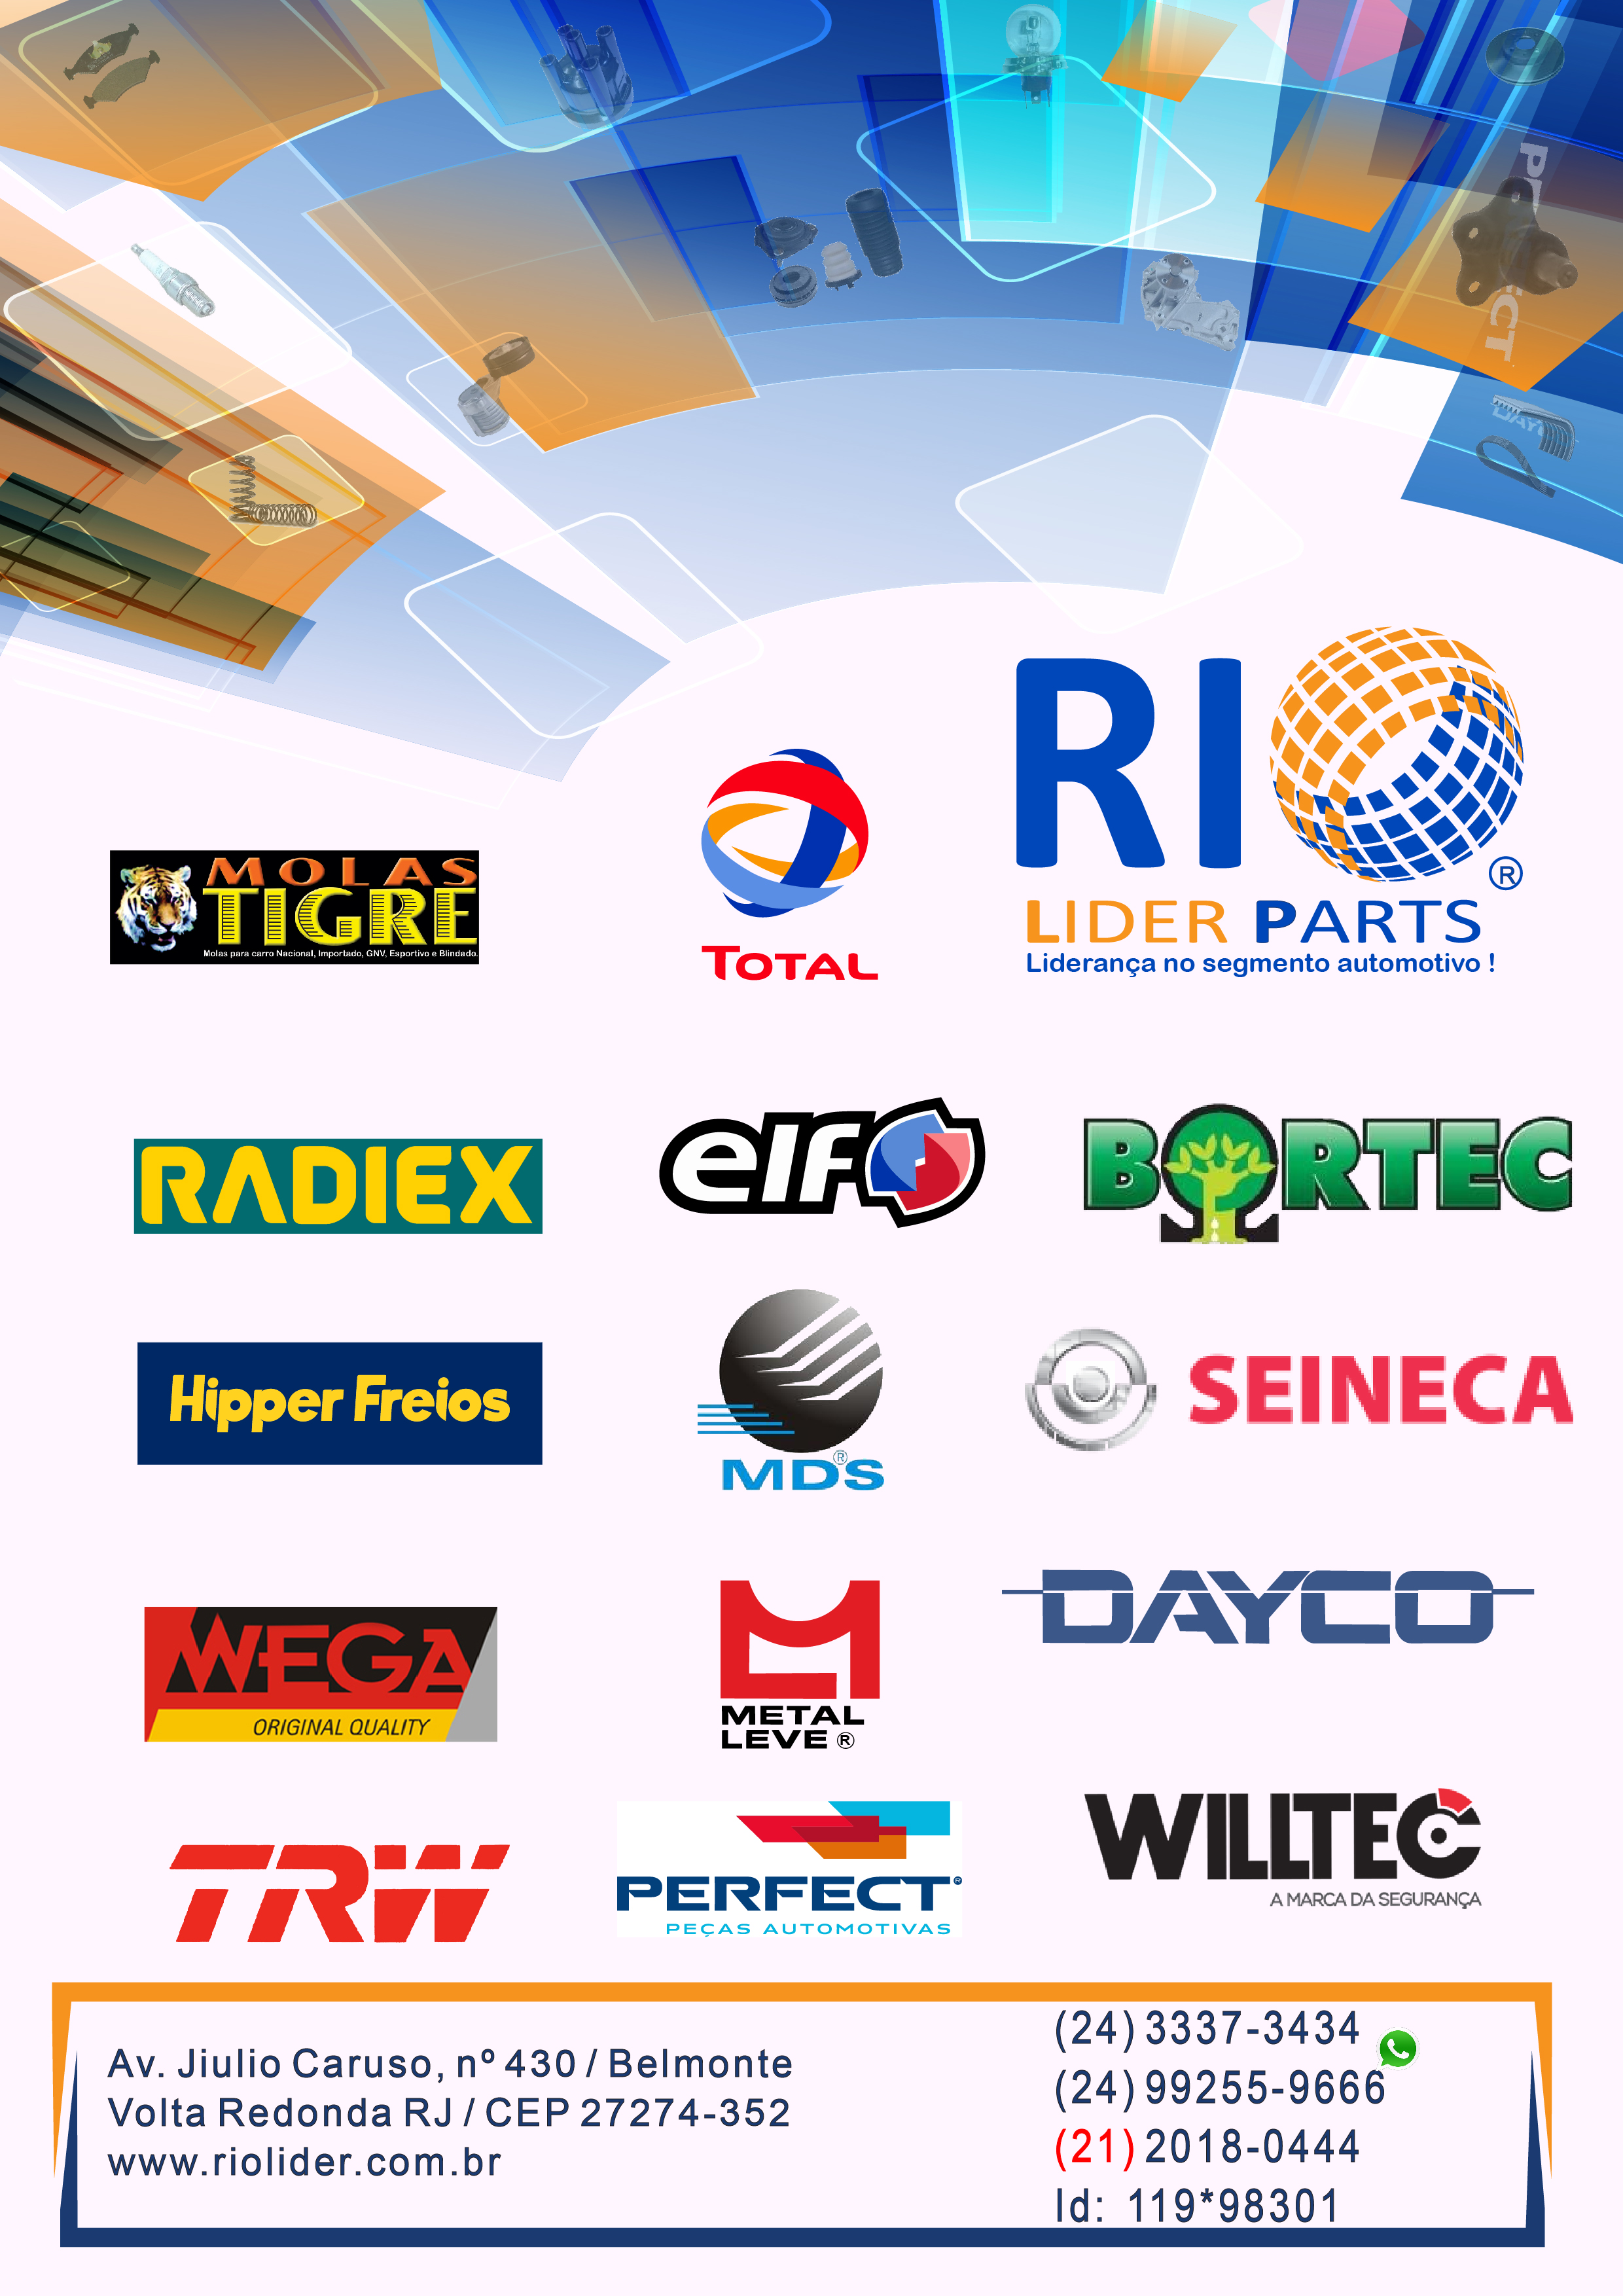 PERFECT
DAYCO
RIO
®
LIDER PARTS
Liderança no segmento automotivo !
MOLAS
TIGRE
Molas para carro Nacional, Importado, GNV, Esportivo e Blindado.
TOTAL
RADIEX
elf
BORTEC
Hipper Freios
MDS®
SEINECA
WEGA
ORIGINAL QUALITY
METAL
LEVE ®
DAYCO
TRW
PERFECT®
PEÇAS AUTOMOTIVAS
WILLTEC
A MARCA DA SEGURANÇA
Av. Jiulio Caruso, nº 430 / Belmonte
Volta Redonda RJ / CEP 27274-352
www.riolider.com.br
(24) 3337-3434
(24) 99255-9666
(21) 2018-0444
Id: 119*98301